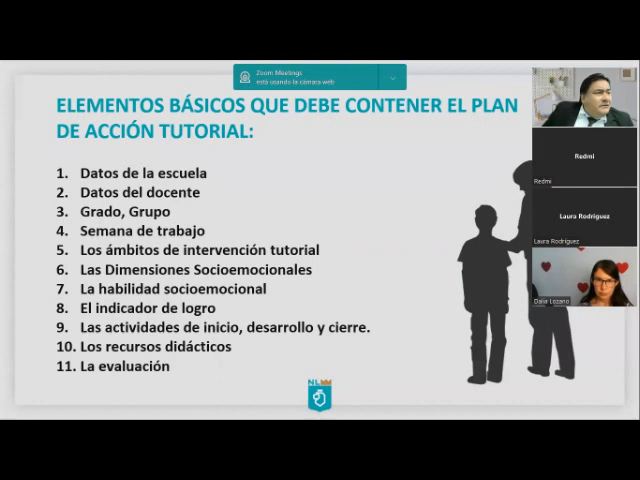 Zoom Meetings
está usando la cámara web
ELEMENTOS BÁSICOS QUE DEBE CONTENER EL PLAN
DE ACCIÓN TUTORIAL:
1. Datos de la escuela
2. Datos del docente
3. Grado, Grupo
4. Semana de trabajo
5. Los ámbitos de intervención tutorial
6. Las Dimensiones Socioemocionales
7. La habilidad socioemocional
8. El indicador de logro
9. Las actividades de inicio, desarrollo y cierre.
10. Los recursos didácticos
11. La evaluación
NL
Redmi
Redmi
Laura Rodriguez
Laura Rodriguez
Dalia Lozano